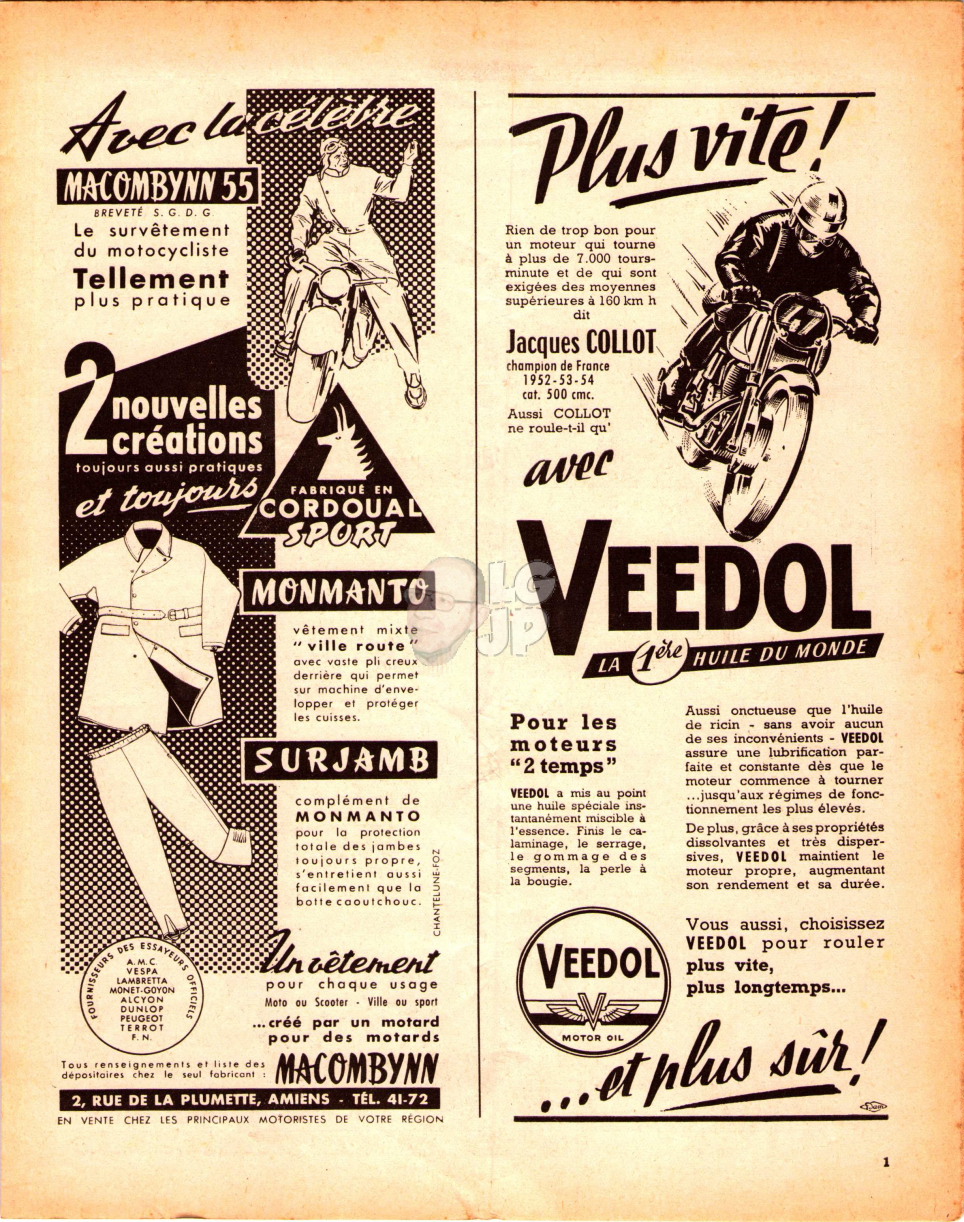 Avec la célèbre
MACOMBYNN 55
BREVETÉ S. G. D. G
Le survêtement
du motocycliste
Tellement
plus pratique
2 nouvelles
créations
toujours aussi pratiques
et toujours
FABRIQUÉ EN
CORDOUAL
SPORT
MONMANTO
vêtement mixte
"ville route"
avec vaste pli creux
derrière qui permet
sur machine d'enve-
lopper et protéger
les cuisses.
SURJAMB
complément de
MONMANTO
pour la protection
totale des jambes
toujours propre,
s'entretient aussi
facilement que la
botte caoutchouc.
CHANTELUNE-FOZ
FOURNISSEURS DES ESSAYEURS OFFICIELS
A.M.C.
VESPA
LAMBRETTA
MONET-GOYON
ALCYON
DUNLOP
PEUGEOT
TERROT
F.N.
Un vêtement
pour chaque usage
Moto ou Scooter - Ville ou sport
...créé par un motard
pour des motards
Tous renseignements et liste des
dépositaires chez le seul fabricant :
MACOMBYNN
2, RUE DE LA PLUMETTE, AMIENS - TÉL. 41-72
EN VENTE CHEZ LES PRINCIPAUX MOTORISTES DE VOTRE RÉGION
Plus vite !
Rien de trop bon pour
un moteur qui tourne
à plus de 7.000 tours-
minute et de qui sont
exigées des moyennes
supérieures à 160 km h
dit
Jacques COLLOT
champion de France
1952-53-54
cat. 500 cmc.
Aussi COLLOT
ne roule-t-il qu'
avec
47
VEEDOL
LA 1ère HUILE DU MONDE
Pour les
moteurs
"2 temps"
VEEDOL a mis au point
une huile spéciale ins-
tantanément miscible à
l'essence. Finis le ca-
laminage, le serrage,
le gommage des
segments, la perle à
la bougie.
Aussi onctueuse que l'huile
de ricin - sans avoir aucun
de ses inconvénients - VEEDOL
assure une lubrification par-
faite et constante dès que le
moteur commence à tourner
...jusqu'aux régimes de fonc-
tionnement les plus élevés.
De plus, grâce à ses propriétés
dissolvantes et très disper-
sives, VEEDOL maintient le
moteur propre, augmentant
son rendement et sa durée.
VEEDOL
MOTOR OIL
Vous aussi, choisissez
VEEDOL pour rouler
plus vite,
plus longtemps...
...et plus sûr !
1
LG
JP